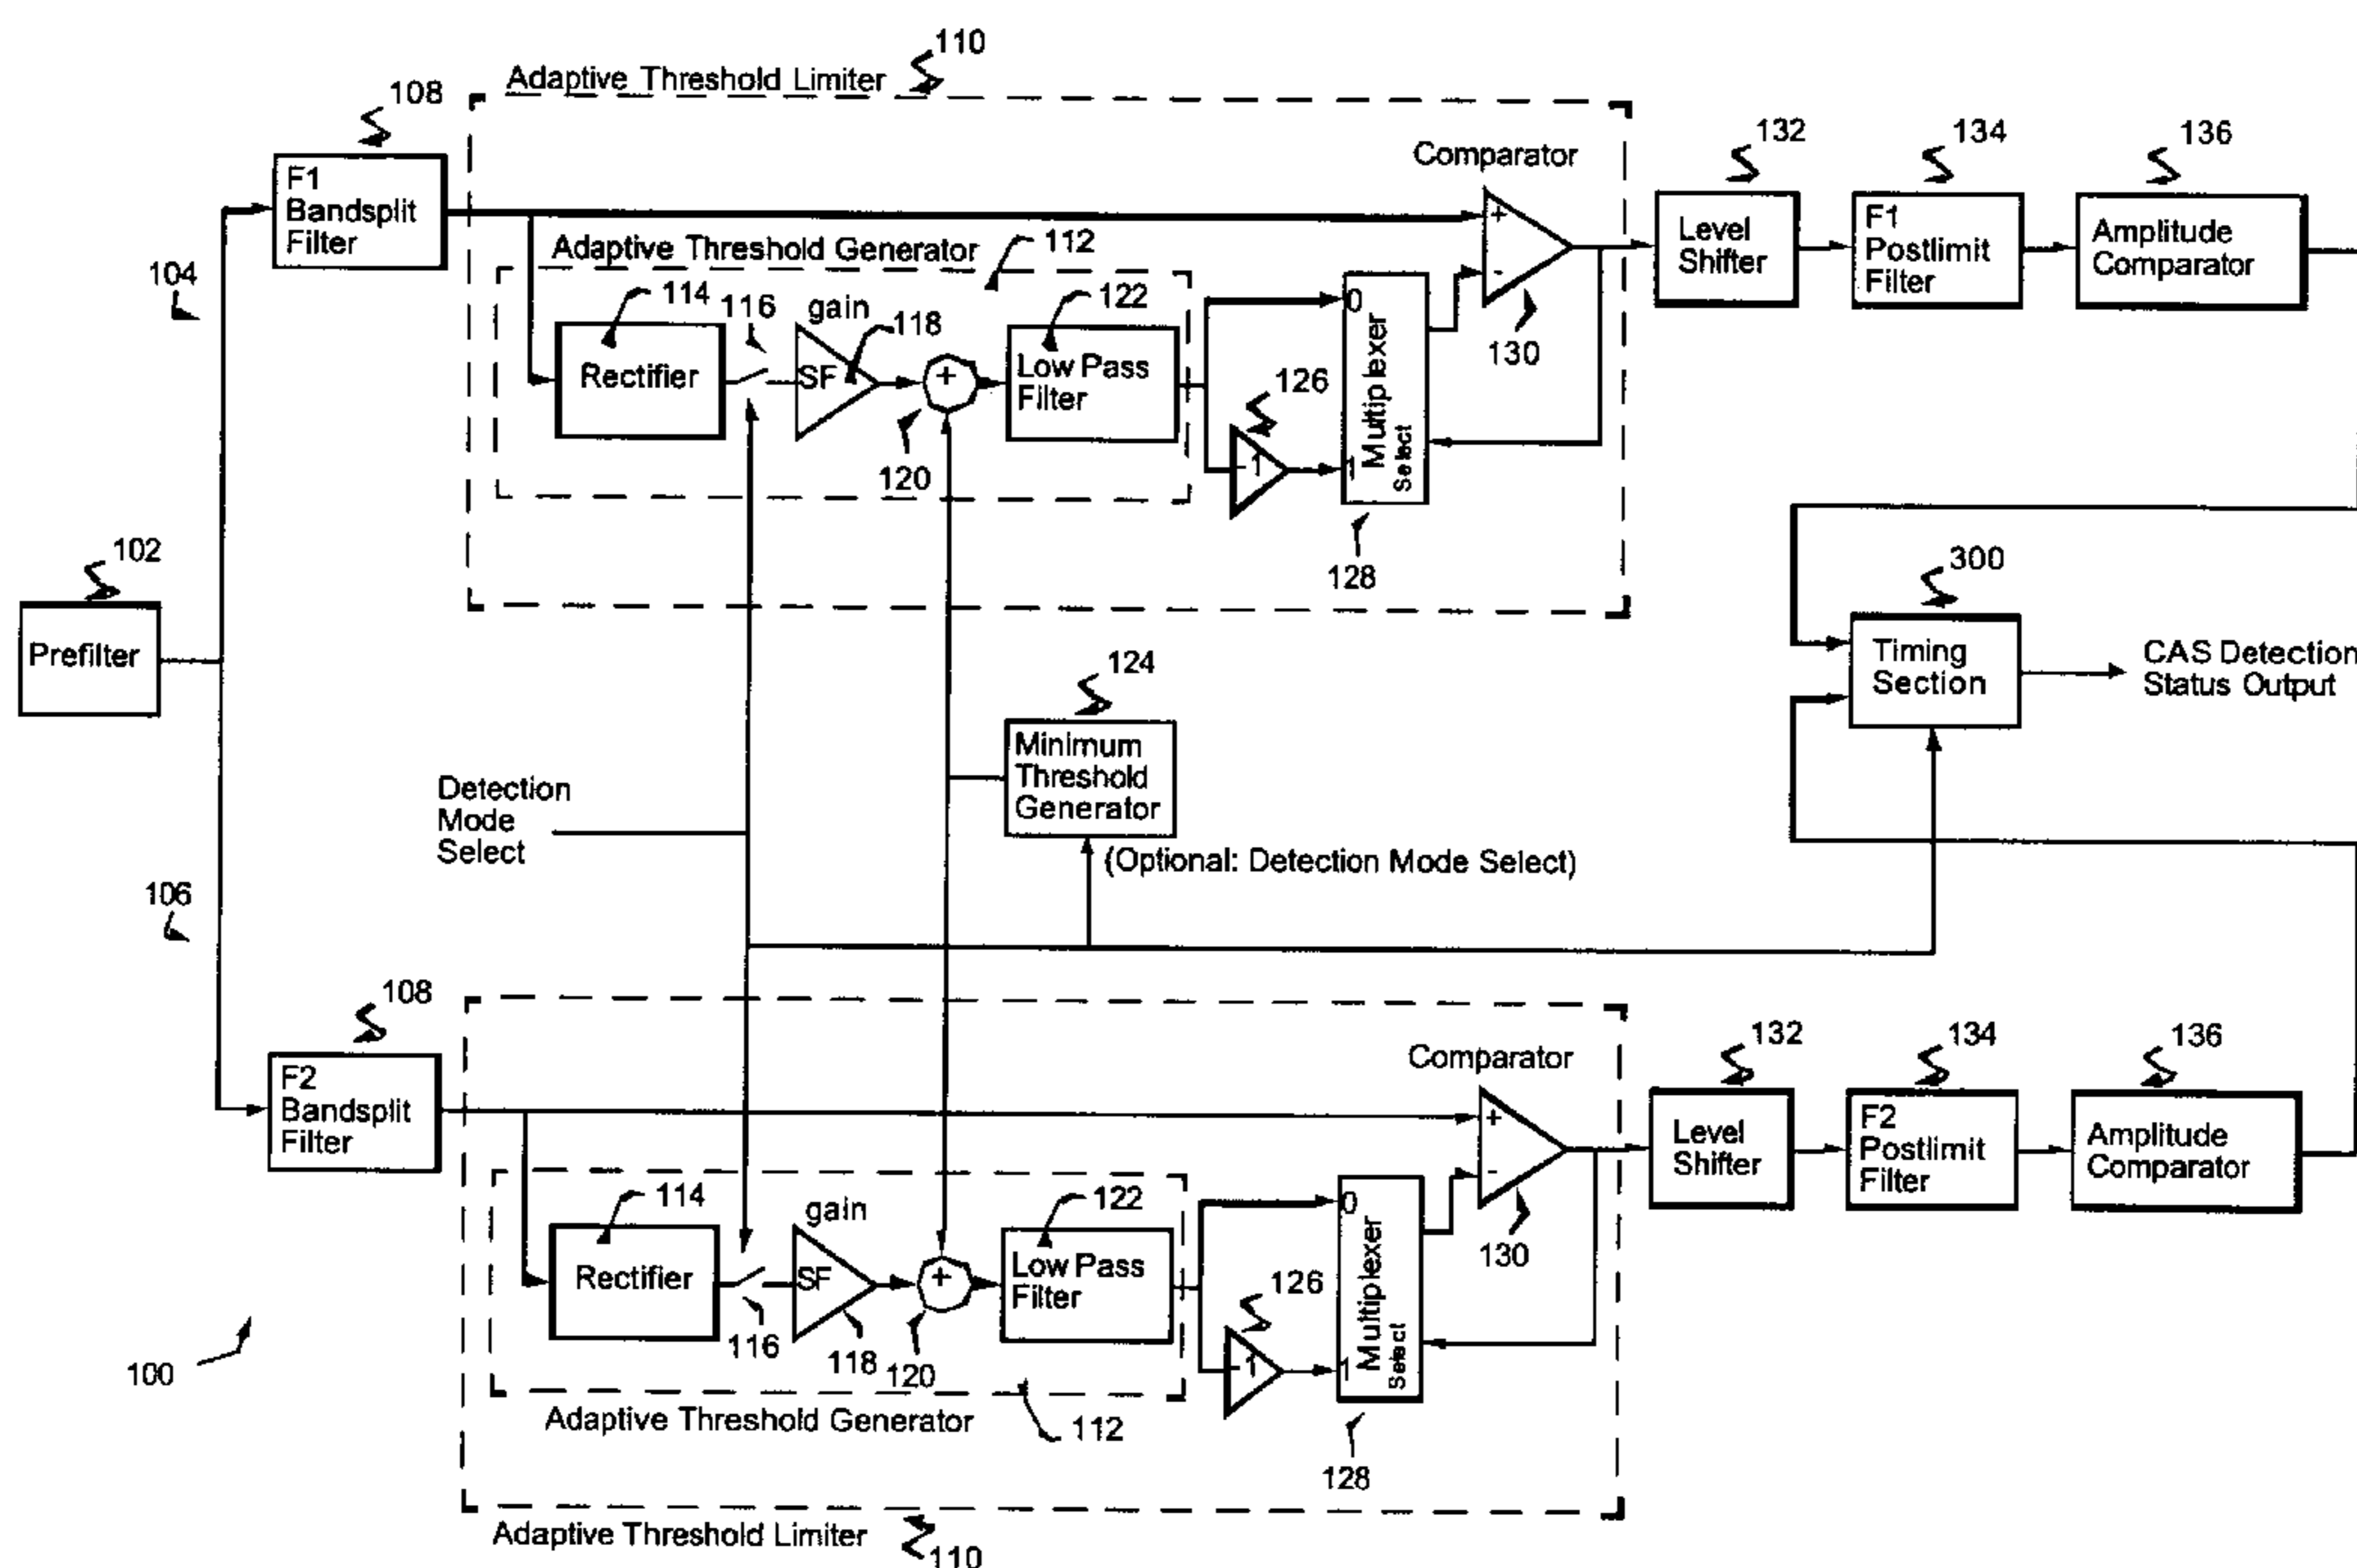 110
Adaptive Threshold Limiter
108
F1
Bandsplit
Filter
104
Adaptive Threshold Generator
112
114
Rectifier
116
gain
SF
118
+
120
122
Low Pass
Filter
126
-1
0
1
Multiplexer
Select
128
Comparator
+
-
130
132
Level
Shifter
134
F1
Postlimit
Filter
136
Amplitude
Comparator
102
Prefilter
300
Timing
Section
CAS Detection
Status Output
124
Minimum
Threshold
Generator
Detection
Mode
Select
(Optional: Detection Mode Select)
106
108
F2
Bandsplit
Filter
114
Rectifier
116
gain
SF
118
+
120
122
Low Pass
Filter
112
Adaptive Threshold Generator
126
-1
0
1
Multiplexer
Select
128
Comparator
+
-
130
132
Level
Shifter
134
F2
Postlimit
Filter
136
Amplitude
Comparator
100
Adaptive Threshold Limiter
110